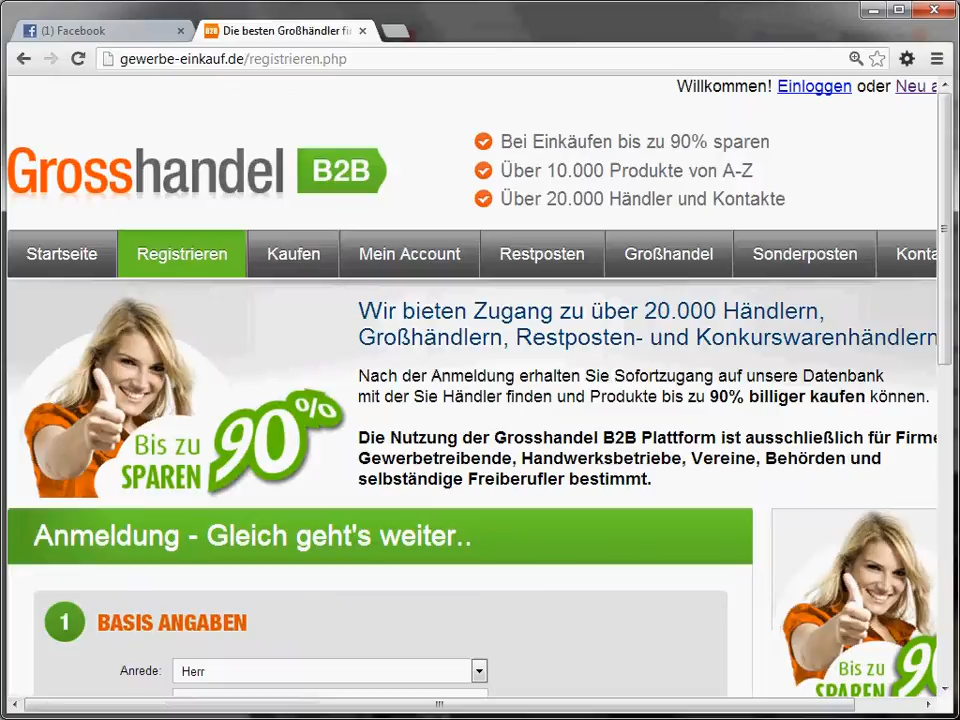 (1) Facebook
Die besten Großhändler
gewerbe-einkauf.de/registrieren.php
Willkommen! Einloggen oder Neu
Grosshandel B2B
Bei Einkäufen bis zu 90% sparen
Über 10.000 Produkte von A-Z
Über 20.000 Händler und Kontakte
Startseite Registrieren Kaufen Mein Account Restposten Großhandel Sonderposten Konta
Wir bieten Zugang zu über 20.000 Händlern,
Großhändlern, Restposten- und Konkurswarenhändlern
Nach der Anmeldung erhalten Sie Sofortzugang auf unsere Datenbank
mit der Sie Händler finden und Produkte bis zu 90% billiger kaufen können.
Die Nutzung der Grosshandel B2B Plattform ist ausschließlich für Firme
Gewerbetreibende, Handwerksbetriebe, Vereine, Behörden und
selbständige Freiberufler bestimmt.
Bis zu
SPAREN 90%
Anmeldung - Gleich geht's weiter..
1 BASIS ANGABEN
Anrede: Herr
Bis zu
SPAREN 9